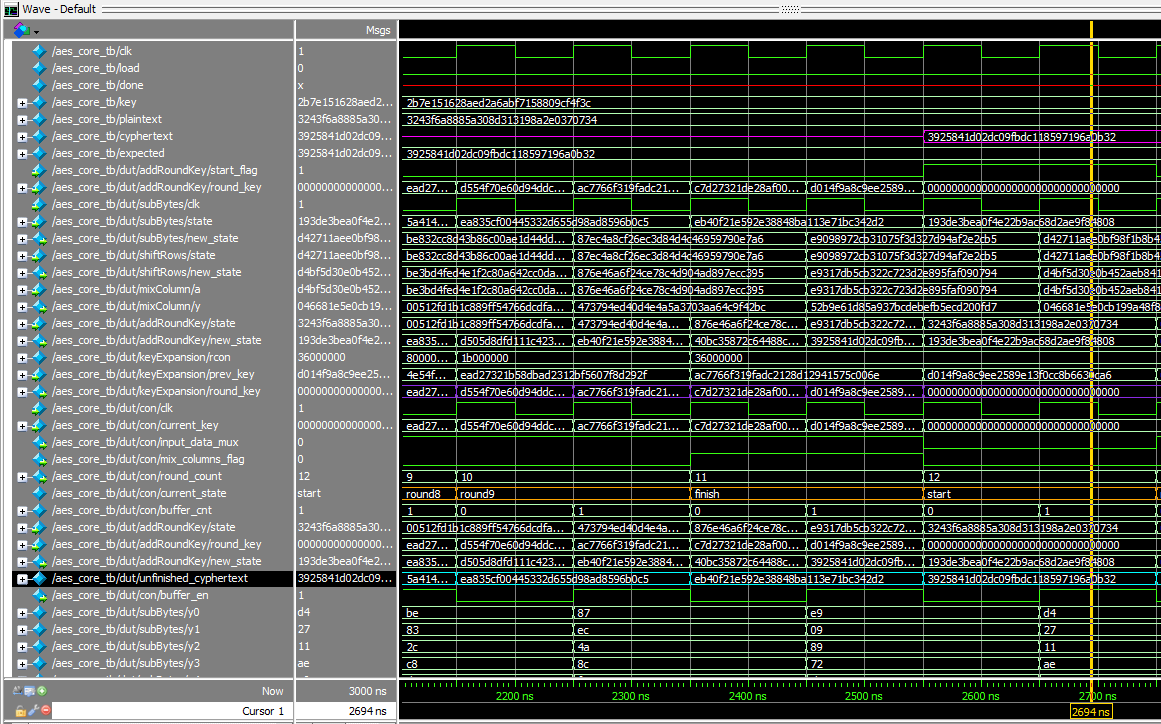 Wave - Default
Msgs
/aes_core_tb/clk 1
/aes_core_tb/load 0
/aes_core_tb/done x
/aes_core_tb/key 2b7e151628aed2... 2b7e151628aed2a6abf7158809cf4f3c
/aes_core_tb/plaintext 3243f6a8885a30... 3243f6a8885a308d313198a2e0370734
/aes_core_tb/cyphertext 3925841d02dc09... 3925841d02dc09fbdc118597196a0b32
/aes_core_tb/expected 3925841d02dc09... 3925841d02dc09fbdc118597196a0b32
/aes_core_tb/dut/addRoundKey/start_flag 1
/aes_core_tb/dut/addRoundKey/round_key 00000000000000... ead27... d554f70e60d94ddc... ac7766f319fadc21... c7d27321de28af00... d014f9a8c9ee2589... 00000000000000000000000000000000
/aes_core_tb/dut/subBytes/clk 1
/aes_core_tb/dut/subBytes/state 193de3bea0f4e2... 5a414... ea835cf00445332d655d98ad8596b0c5 eb40f21e592e38848ba113e71bc342d2 193de3bea0f4e22b9ac68d2ae9f84808
/aes_core_tb/dut/subBytes/new_state d42711aee0bf98... be832cc8d43b86c00ae1d44dd... 87ec4a8cf26ec3d84d4c46959790e7a6 e9098972cb31075f3d327d94af2e2cb5 d42711aee0bf98f1b8b4...
/aes_core_tb/dut/shiftRows/state d42711aee0bf98... be832cc8d43b86c00ae1d44dd... 87ec4a8cf26ec3d84d4c46959790e7a6 e9098972cb31075f3d327d94af2e2cb5 d42711aee0bf98f1b8b4...
/aes_core_tb/dut/shiftRows/new_state d4bf5d30e0b452... be3bd4fed4e1f2c80a642cc0da... 876e46a6f24ce78c4d904ad897ecc395 e9317db5cb322c723d2e895faf090794 d4bf5d30e0b452aeb841...
/aes_core_tb/dut/mixColumn/a d4bf5d30e0b452... be3bd4fed4e1f2c80a642cc0da... 876e46a6f24ce78c4d904ad897ecc395 e9317db5cb322c723d2e895faf090794 d4bf5d30e0b452aeb841...
/aes_core_tb/dut/mixColumn/y 046681e5e0cb19... 00512fd1b1c889ff54766dcdfa... 473794ed40d4e4a5a3703aa64c9f42bc 52b9e61d85a937bcdebefb5ecd200fd7 046681e5e0cb199a48f8...
/aes_core_tb/dut/addRoundKey/state 3243f6a8885a30... 00512fd1b1c889ff54766dcdfa... 473794ed40d4e4a... 876e46a6f24ce78c... e9317db5cb322c72... 3243f6a8885a308d313198a2e0370734
/aes_core_tb/dut/addRoundKey/new_state 193de3bea0f4e2... ea835... d505d8dfd111c423... eb40f21e592e3884... 40bc35872c64488c... 3925841d02dc09fb... 193de3bea0f4e22b9ac68d2ae9f84808
/aes_core_tb/dut/keyExpansion/rcon 36000000 80000... 1b000000 36000000
/aes_core_tb/dut/keyExpansion/prev_key d014f9a8c9ee25... 4e54f... ead27321b58dbad2312bf5607f8d292f ac7766f319fadc2128d12941575c006e d014f9a8c9ee2589e13f0cc8b6630ca6
/aes_core_tb/dut/keyExpansion/round_key 00000000000000... ead27... d554f70e60d94ddc... ac7766f319fadc21... c7d27321de28af00... d014f9a8c9ee2589... 00000000000000000000000000000000
/aes_core_tb/dut/con/clk 1
/aes_core_tb/dut/con/current_key 00000000000000... ead27... d554f70e60d94ddc... ac7766f319fadc21... c7d27321de28af00... d014f9a8c9ee2589... 00000000000000000000000000000000
/aes_core_tb/dut/con/input_data_mux 0
/aes_core_tb/dut/con/mix_columns_flag 0
/aes_core_tb/dut/con/round_count 12 9 10 11 12
/aes_core_tb/dut/con/current_state start round8 round9 finish start
/aes_core_tb/dut/con/buffer_cnt 1 1 0 1 0 1 0 1
/aes_core_tb/dut/addRoundKey/state 3243f6a8885a30... 00512fd1b1c889ff54766dcdfa... 473794ed40d4e4a... 876e46a6f24ce78c... e9317db5cb322c72... 3243f6a8885a308d313198a2e0370734
/aes_core_tb/dut/addRoundKey/round_key 00000000000000... ead27... d554f70e60d94ddc... ac7766f319fadc21... c7d27321de28af00... d014f9a8c9ee2589... 00000000000000000000000000000000
/aes_core_tb/dut/addRoundKey/new_state 193de3bea0f4e2... ea835... d505d8dfd111c423... eb40f21e592e3884... 40bc35872c64488c... 3925841d02dc09fb... 193de3bea0f4e22b9ac68d2ae9f84808
/aes_core_tb/dut/unfinished_cyphertext 3925841d02dc09... 5a414... ea835cf00445332d655d98ad8596b0c5 eb40f21e592e38848ba113e71bc342d2 3925841d02dc09fbdc118597196a0b32
/aes_core_tb/dut/con/buffer_en 1
/aes_core_tb/dut/subBytes/y0 d4 be 87 e9 d4
/aes_core_tb/dut/subBytes/y1 27 83 ec 09 27
/aes_core_tb/dut/subBytes/y2 11 2c 4a 89 11
/aes_core_tb/dut/subBytes/y3 ae c8 8c 72 ae
Now 3000 ns 2200 ns 2300 ns 2400 ns 2500 ns 2600 ns 2700 ns
Cursor 1 2694 ns 2694 ns